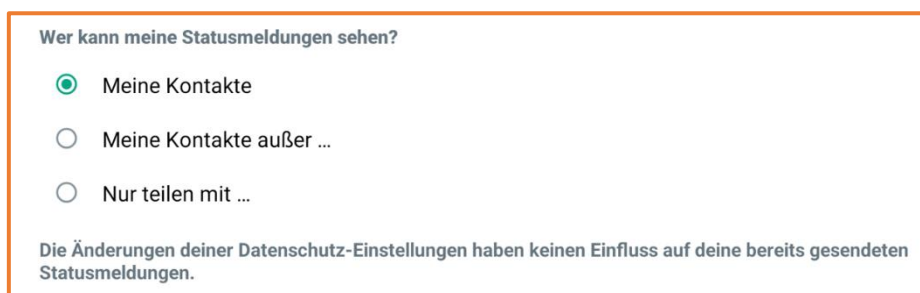 Wer kann meine Statusmeldungen sehen?
Meine Kontakte
Meine Kontakte außer ...
Nur teilen mit ...
Die Änderungen deiner Datenschutz-Einstellungen haben keinen Einfluss auf deine bereits gesendeten
Statusmeldungen.